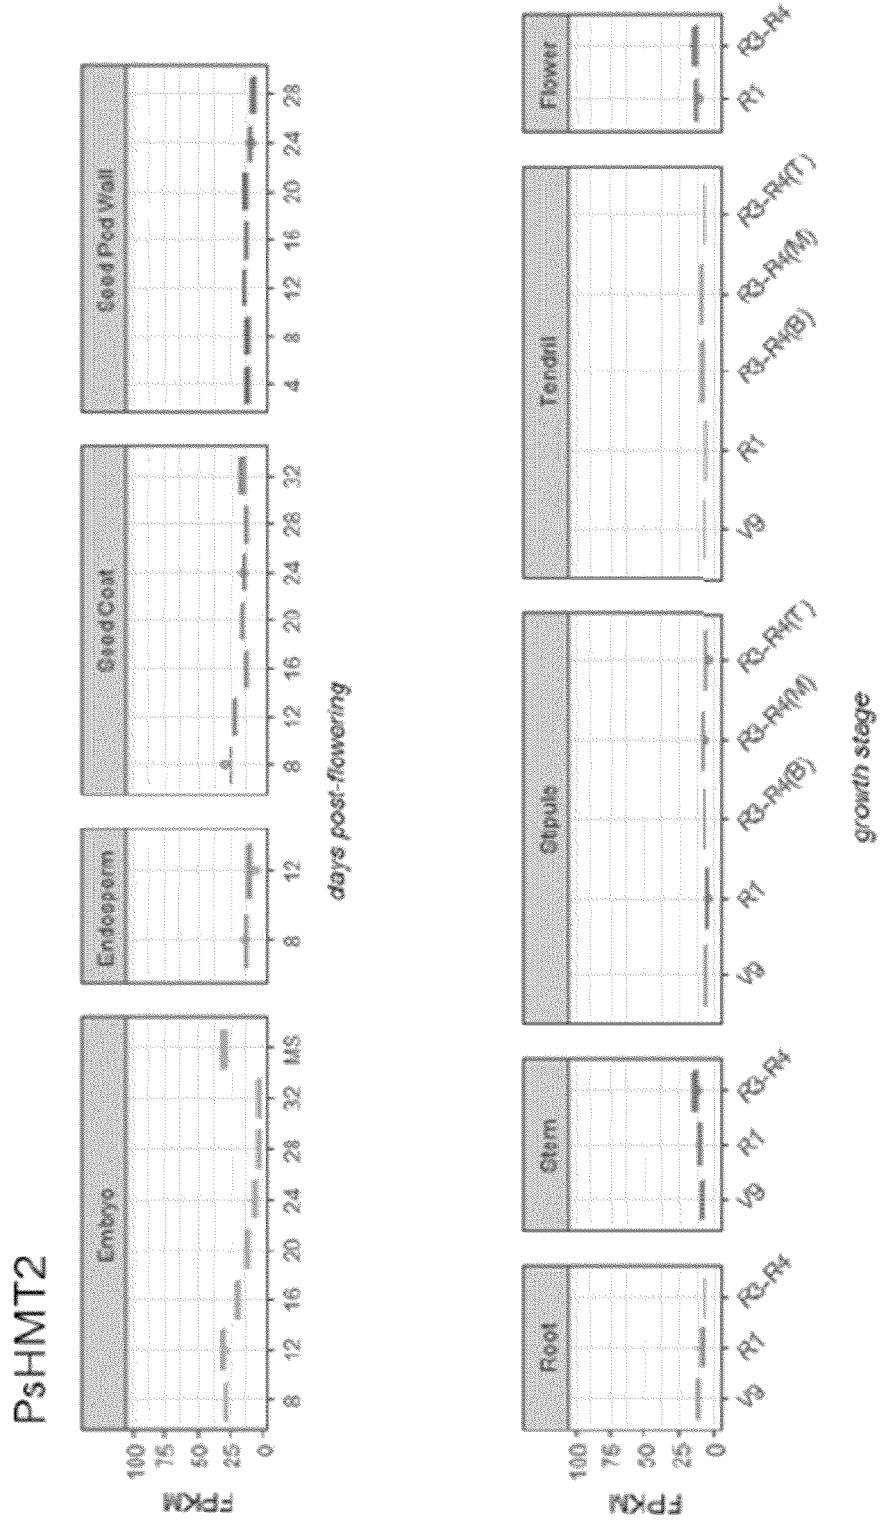 PsHMT2
Embryo Endosperm Seed Coat Seed Pod Wall
FPKM
100
75
50
25
0
8 12 16 20 24 28 32 MS 8 12 8 12 16 20 24 28 32 4 8 12 16 20 24 28
days post-flowering
Root Stem Stipule Tendril Flower
FPKM
100
75
50
25
0
V9 R1 R3-R4 V9 R1 R3-R4 V9 R1 R3-R4(B) R3-R4(M) R3-R4(T) V9 R1 R3-R4(B) R3-R4(M) R3-R4(T) R1 R3-R4
growth stage